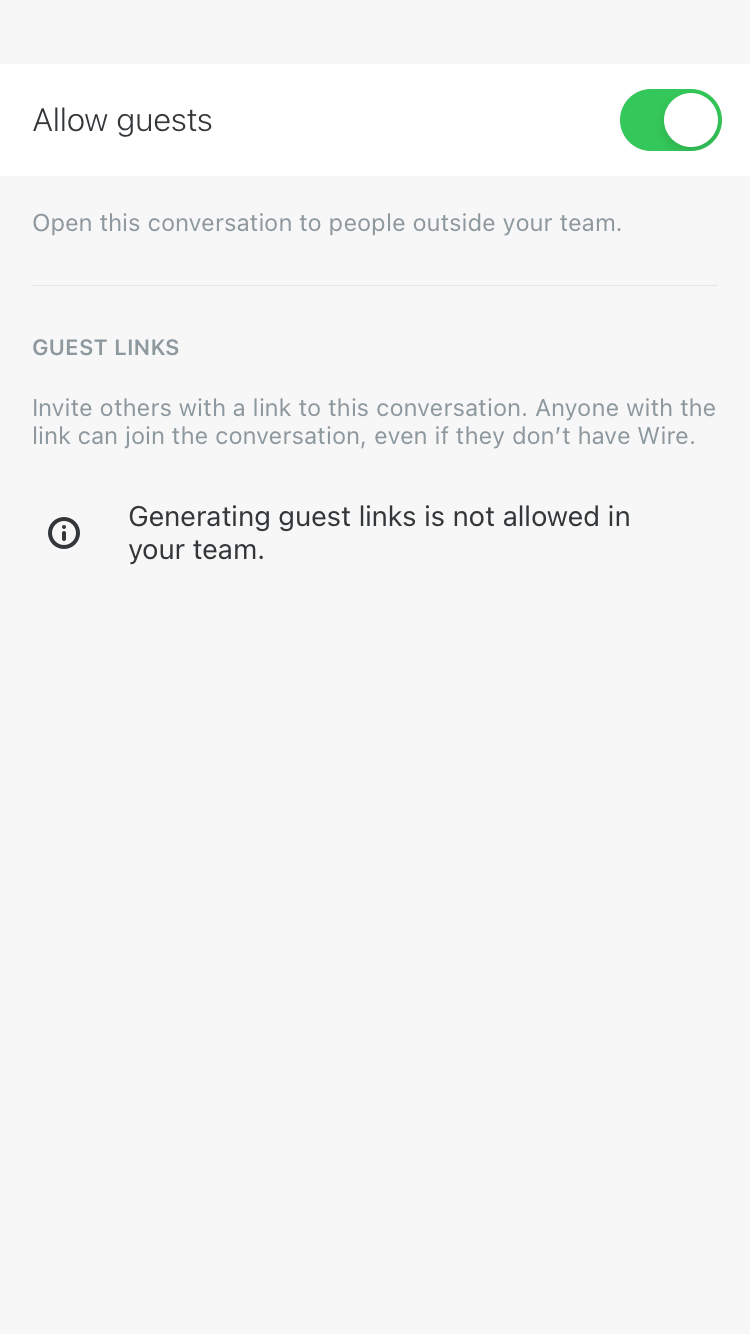 Allow guests
Open this conversation to people outside your team.
GUEST LINKS
Invite others with a link to this conversation. Anyone with the
link can join the conversation, even if they don’t have Wire.
Generating guest links is not allowed in
your team.